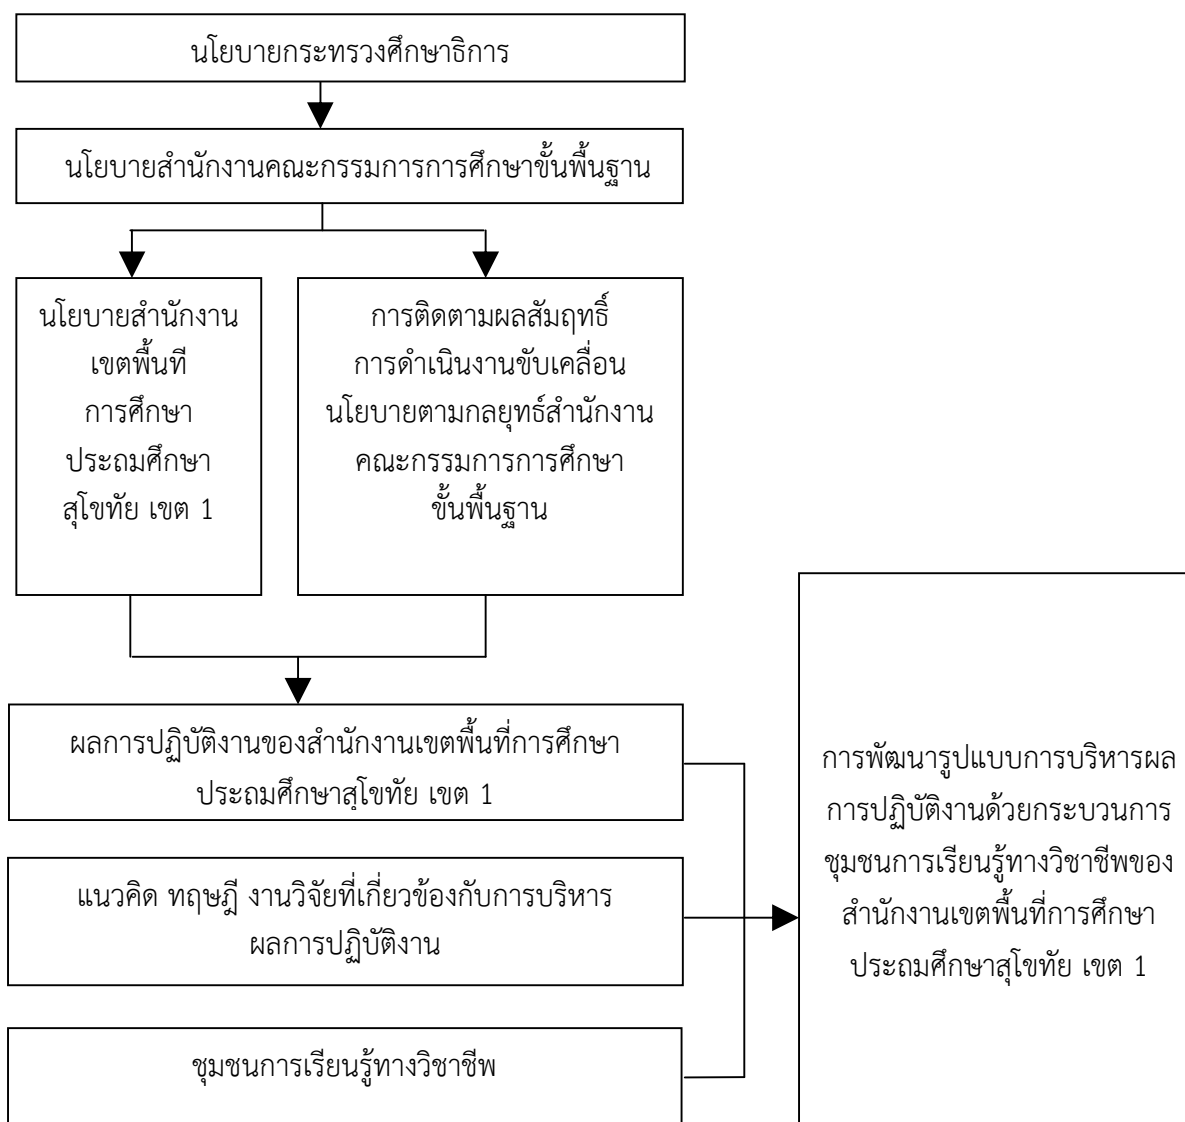 นโยบายกระทรวงศึกษาธิการ
นโยบายสำนักงานคณะกรรมการการศึกษาขั้นพื้นฐาน
นโยบายสำนักงาน
เขตพื้นที
การศึกษา
ประถมศึกษา
สุโขทัย เขต 1
การติดตามผลสัมฤทธิ์
การดำเนินงานขับเคลื่อน
นโยบายตามกลยุทธ์สำนักงาน
คณะกรรมการการศึกษา
ขั้นพื้นฐาน
ผลการปฏิบัติงานของสำนักงานเขตพื้นที่การศึกษา
ประถมศึกษาสุโขทัย เขต 1
แนวคิด ทฤษฎี งานวิจัยที่เกี่ยวข้องกับการบริหาร
ผลการปฏิบัติงาน
ชุมชนการเรียนรู้ทางวิชาชีพ
การพัฒนารูปแบบการบริหารผล
การปฏิบัติงานด้วยกระบวนการ
ชุมชนการเรียนรู้ทางวิชาชีพของ
สำนักงานเขตพื้นที่การศึกษา
ประถมศึกษาสุโขทัย เขต 1